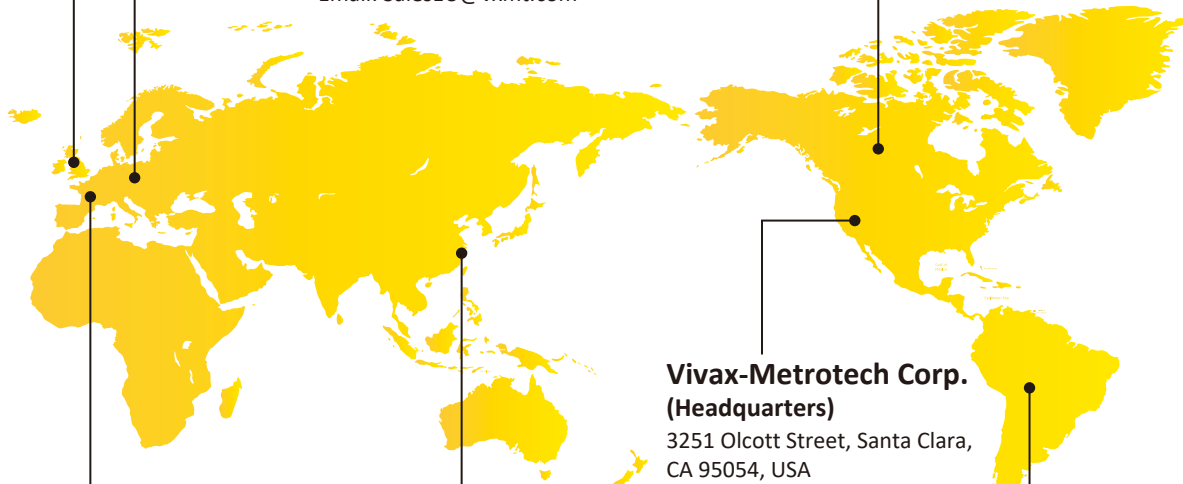 Vivax-Metrotech Corp.
(Headquarters)
3251 Olcott Street, Santa Clara,
CA 95054, USA